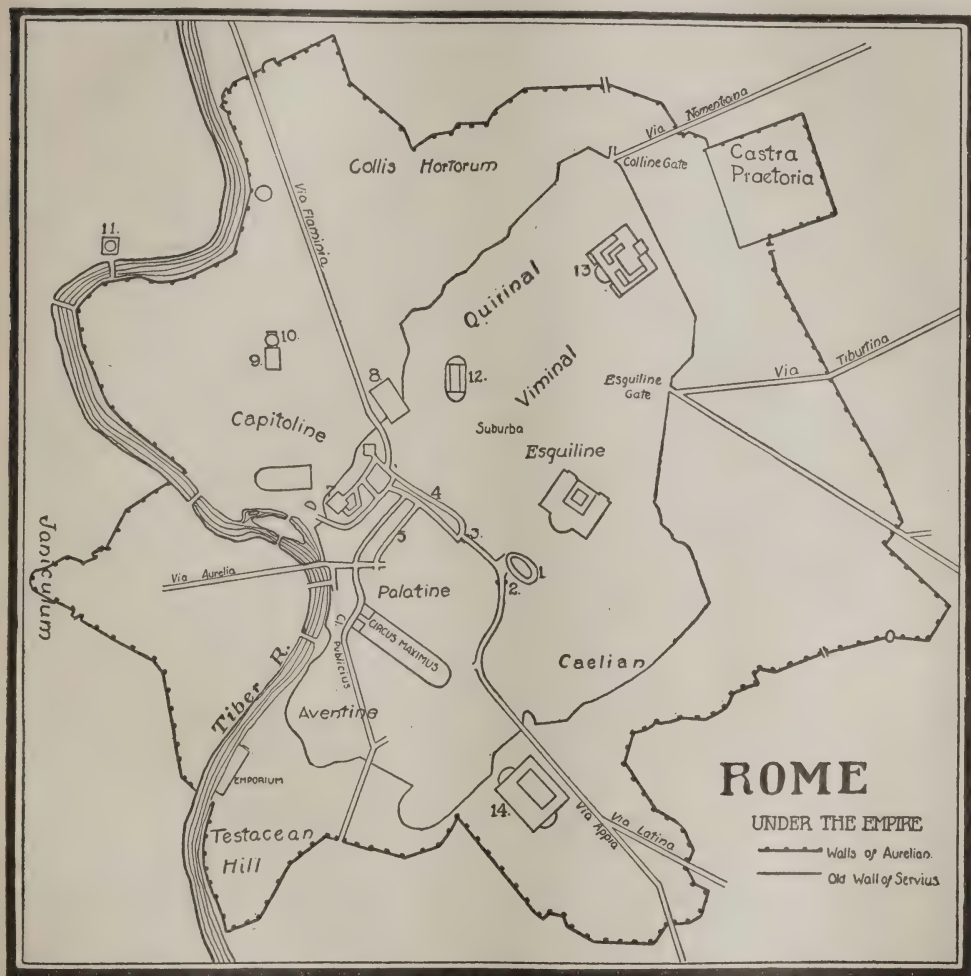 Via Nomentana
Collis Hortorum
Colline Gate
Castra
Praetoria
Via Flaminia
11.
Quirinal
13
10.
9.
8
12.
Viminal
Via Tiburtina
Esquiline
Gate
Capitoline
Suburba
Esquiline
7
4
3.
5
1
2.
Janiculum
Via Aurelia
Palatine
Cl. Publicius
CIRCUS MAXIMUS
Caelian
Tiber R.
Aventine
EMPORIUM
Testacean
Hill
14.
Via Appia
Via Latina
ROME
UNDER THE EMPIRE
Walls of Aurelian.
Old Wall of Servius.